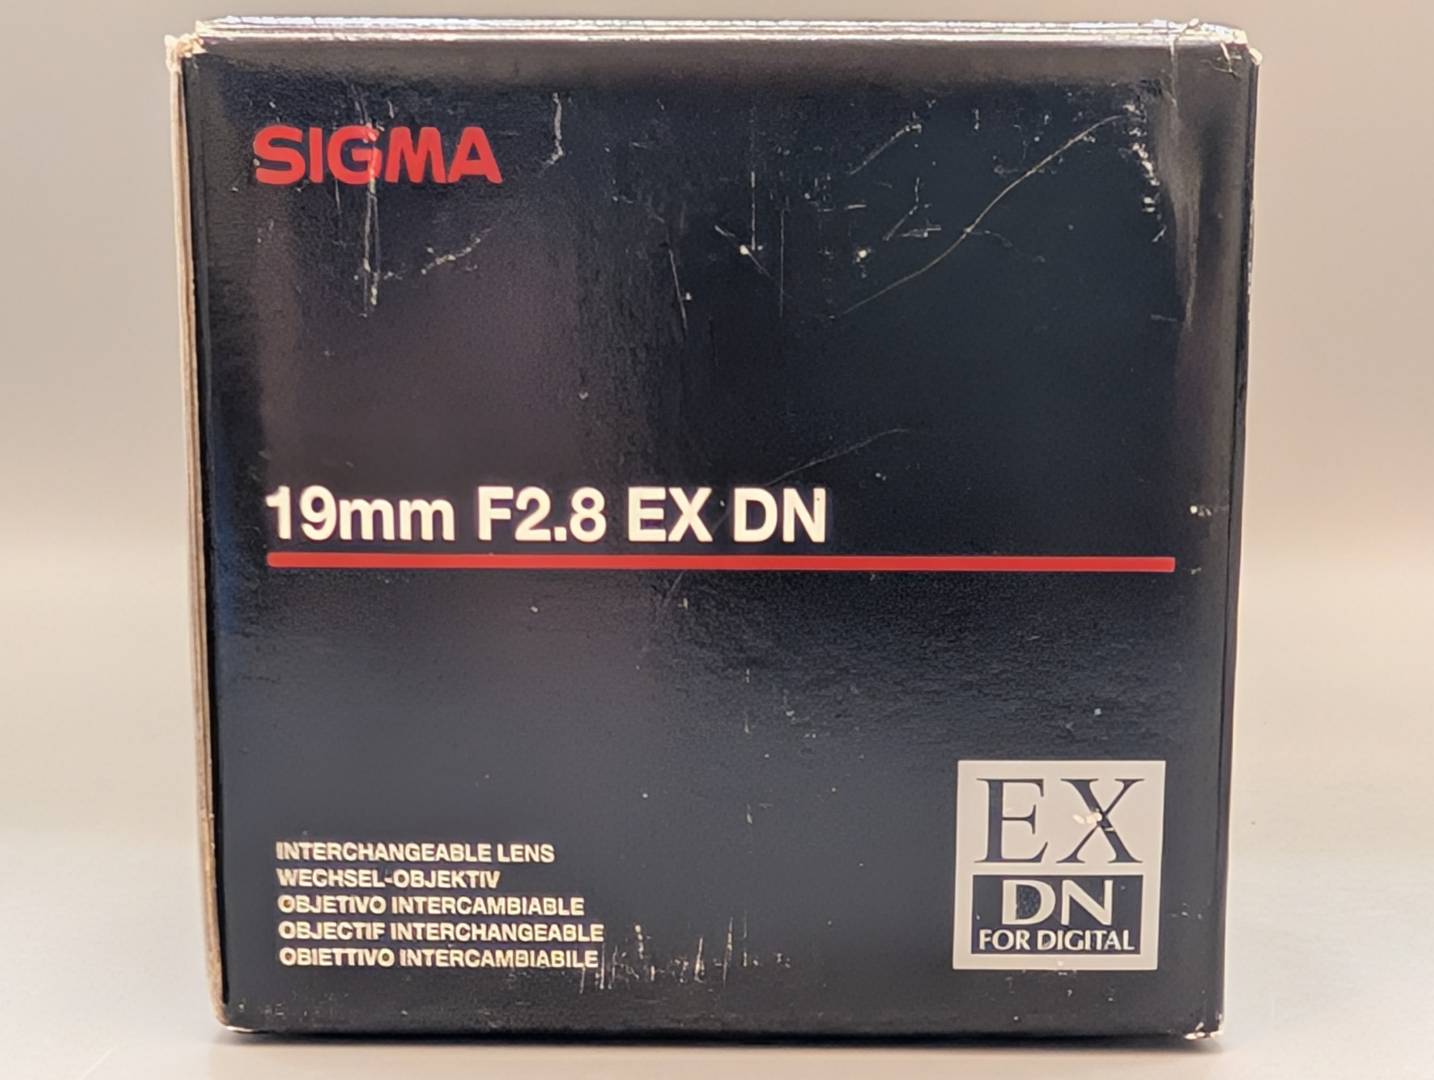 SIGMA
19mm F2.8 EX DN
INTERCHANGEABLE LENS
WECHSEL-OBJEKTIV
OBJETIVO INTERCAMBIABLE
OBJECTIF INTERCHANGEABLE
OBIETTIVO INTERCAMBIABILE
EX
DN
FOR DIGITAL